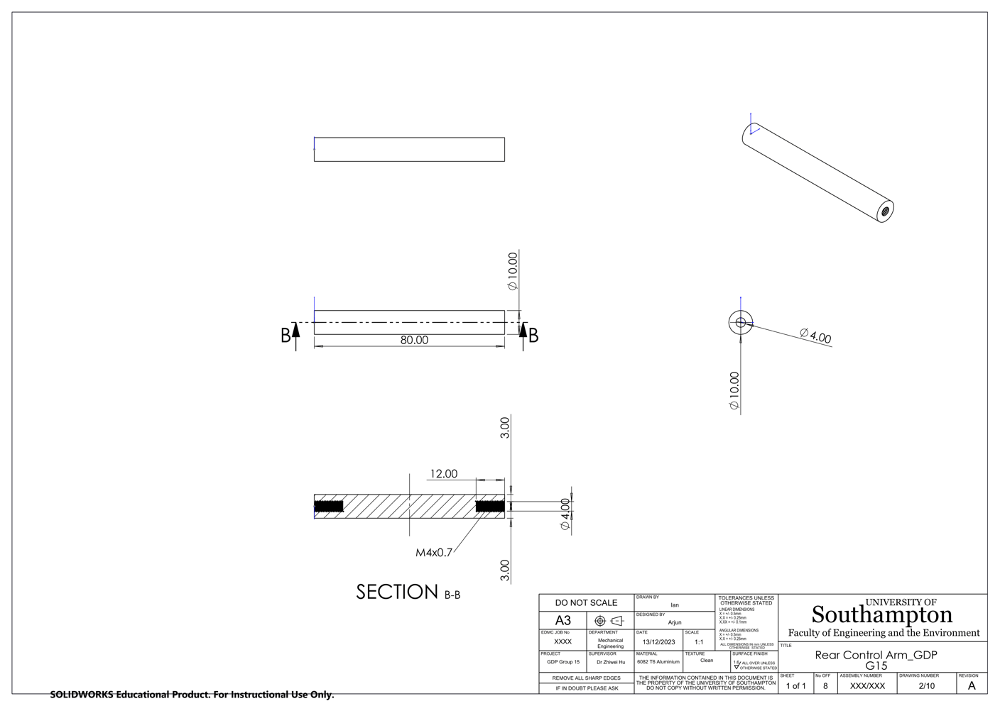 ⌀ 10.00
B
B
80.00
⌀ 4.00
⌀ 10.00
3.00
12.00
⌀ 4.00
M4x0.7
3.00
SECTION B-B
DO NOT SCALE
A3
EDMC JOB No
XXXX
DEPARTMENT
Mechanical
Engineering
PROJECT
GDP Group 15
SUPERVISOR
Dr Zhiwei Hu
REMOVE ALL SHARP EDGES
IF IN DOUBT PLEASE ASK
DRAWN BY
Ian
DESIGNED BY
Arjun
DATE
13/12/2023
SCALE
1:1
MATERIAL
6082 T6 Aluminium
TEXTURE
Clean
TOLERANCES UNLESS
OTHERWISE STATED
LINEAR DIMENSIONS
X = +/- 0.5mm
X.X = +/- 0.25mm
X.XX = +/- 0.1mm
ANGULAR DIMENSIONS
X = +/- 0.5mm
X.X = +/- 0.25mm
ALL DIMENSIONS IN mm UNLESS
OTHERWISE STATED
SURFACE FINISH
1.6 ALL OVER UNLESS
OTHERWISE STATED
THE INFORMATION CONTAINED IN THIS DOCUMENT IS
THE PROPERTY OF THE UNIVERSITY OF SOUTHAMPTON
DO NOT COPY WITHOUT WRITTEN PERMISSION.
UNIVERSITY OF
Southampton
Faculty of Engineering and the Environment
TITLE
Rear Control Arm_GDP
G15
SHEET
1 of 1
No OFF
8
ASSEMBLY NUMBER
XXX/XXX
DRAWING NUMBER
2/10
REVISION
A
SOLIDWORKS Educational Product. For Instructional Use Only.